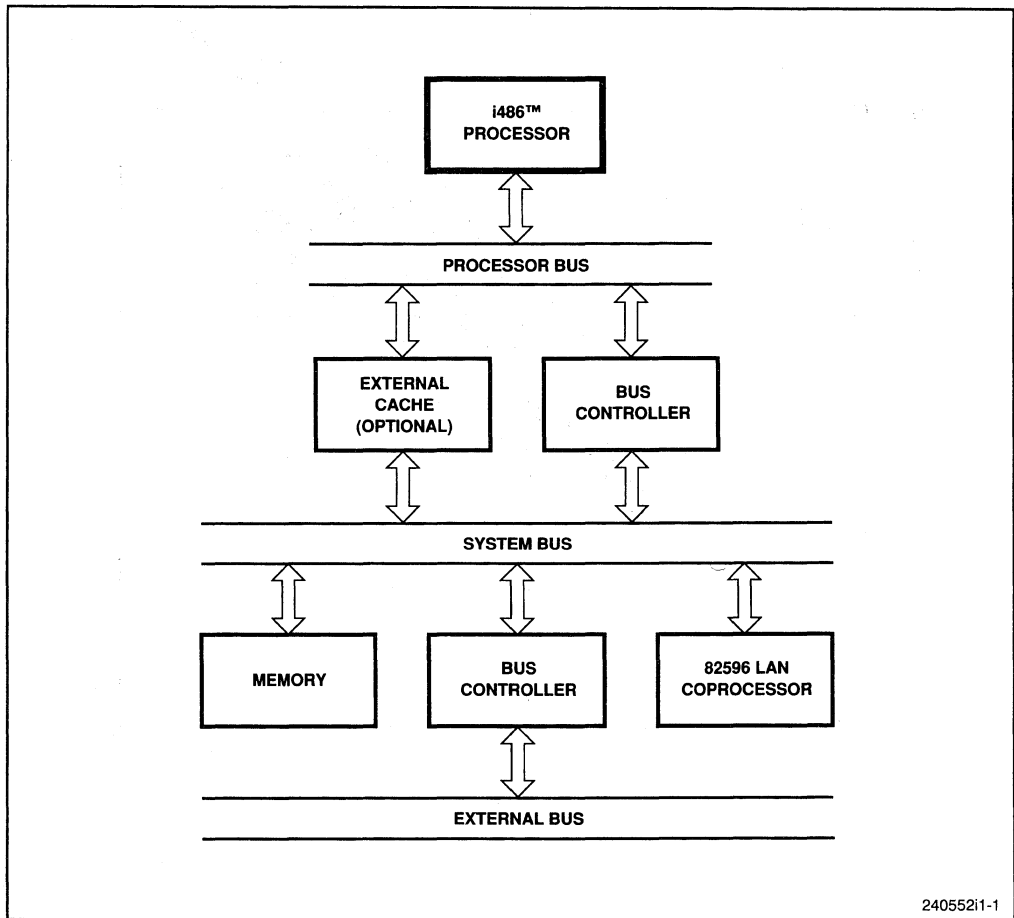 i486™
PROCESSOR
PROCESSOR BUS
EXTERNAL
CACHE
(OPTIONAL)
BUS
CONTROLLER
SYSTEM BUS
MEMORY
BUS
CONTROLLER
82596 LAN
COPROCESSOR
EXTERNAL BUS
240552i1-1